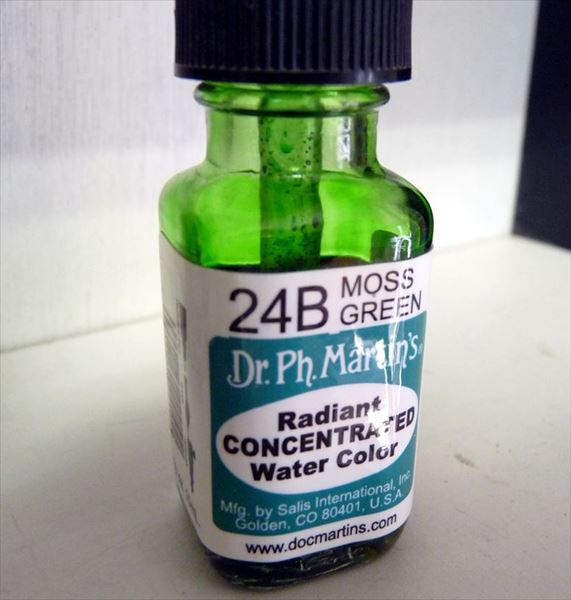 24B MOSS GREEN
Dr. Ph. Martin's®
Radiant
CONCENTRATED
Water Color
Mfg. by Salis International, Inc.
Golden, CO 80401, U.S.A.
www.docmartins.com